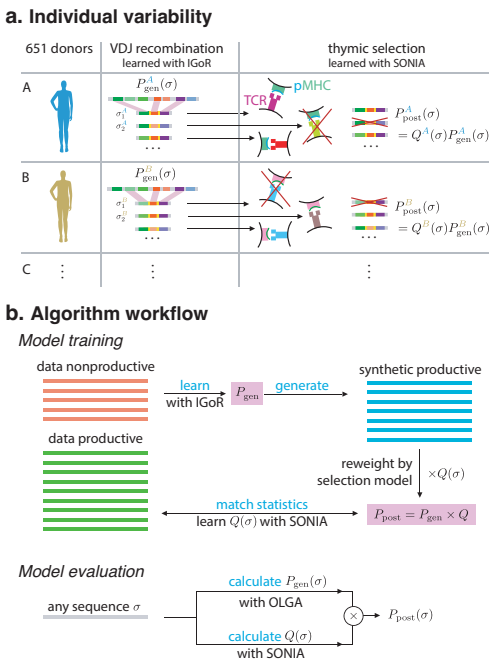 a. Individual variability
651 donors
VDJ recombination
learned with IGoR
thymic selection
learned with SONIA
A
P^A_gen(σ)
σ^A_1
σ^A_2
...
TCR
pMHC
...
P^A_post(σ)
= Q^A(σ)P^A_gen(σ)
B
P^B_gen(σ)
σ^B_1
σ^B_2
...
...
P^B_post(σ)
= Q^B(σ)P^B_gen(σ)
C
⋮
⋮
⋮
b. Algorithm workflow
Model training
data nonproductive
learn
with IGoR
P_gen
generate
synthetic productive
data productive
reweight by
selection model
×Q(σ)
match statistics
learn Q(σ) with SONIA
P_post = P_gen × Q
Model evaluation
any sequence σ
calculate P_gen(σ)
with OLGA
calculate Q(σ)
with SONIA
×
P_post(σ)